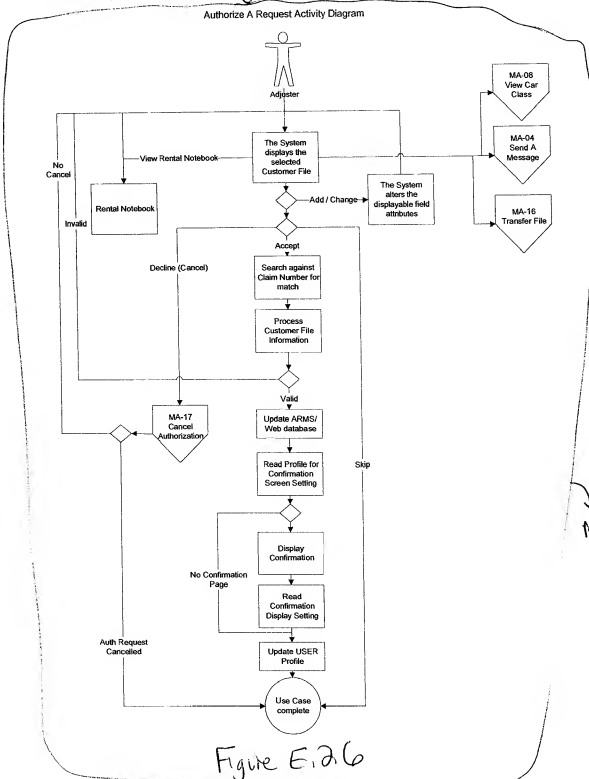 Authorize A Request Activity Diagram
Adjuster
MA-08
View Car
Class
No
Cancel
View Rental Notebook
The System
displays the
selected
Customer File
MA-04
Send A
Message
Rental Notebook
Invalid
Add / Change
The System
alters the
displayable field
attributes
MA-16
Transfer File
Accept
Decline (Cancel)
Search against
Claim Number for
match
Process
Customer File
Information
Valid
MA-17
Cancel
Authorization
Update ARMS/
Web database
Skip
Read Profile for
Confirmation
Screen Setting
Display
Confirmation
No Confirmation
Page
Read
Confirmation
Display Setting
Auth Request
Cancelled
Update USER
Profile
Use Case
complete
Figure E.26